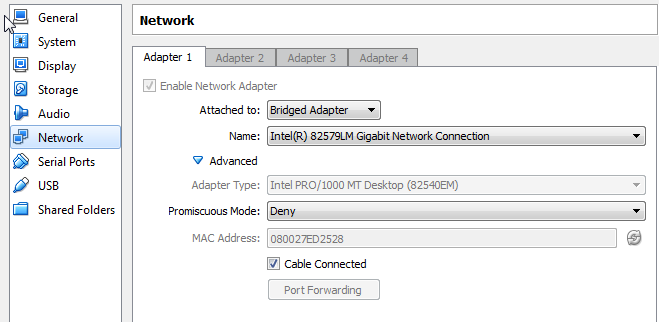 General
System
Display
Storage
Audio
Network
Serial Ports
USB
Shared Folders
Network
Adapter 1 Adapter 2 Adapter 3 Adapter 4
Enable Network Adapter
Attached to: Bridged Adapter
Name: Intel(R) 82579LM Gigabit Network Connection
Advanced
Adapter Type: Intel PRO/1000 MT Desktop (82540EM)
Promiscuous Mode: Deny
MAC Address: 080027ED2528
Cable Connected
Port Forwarding